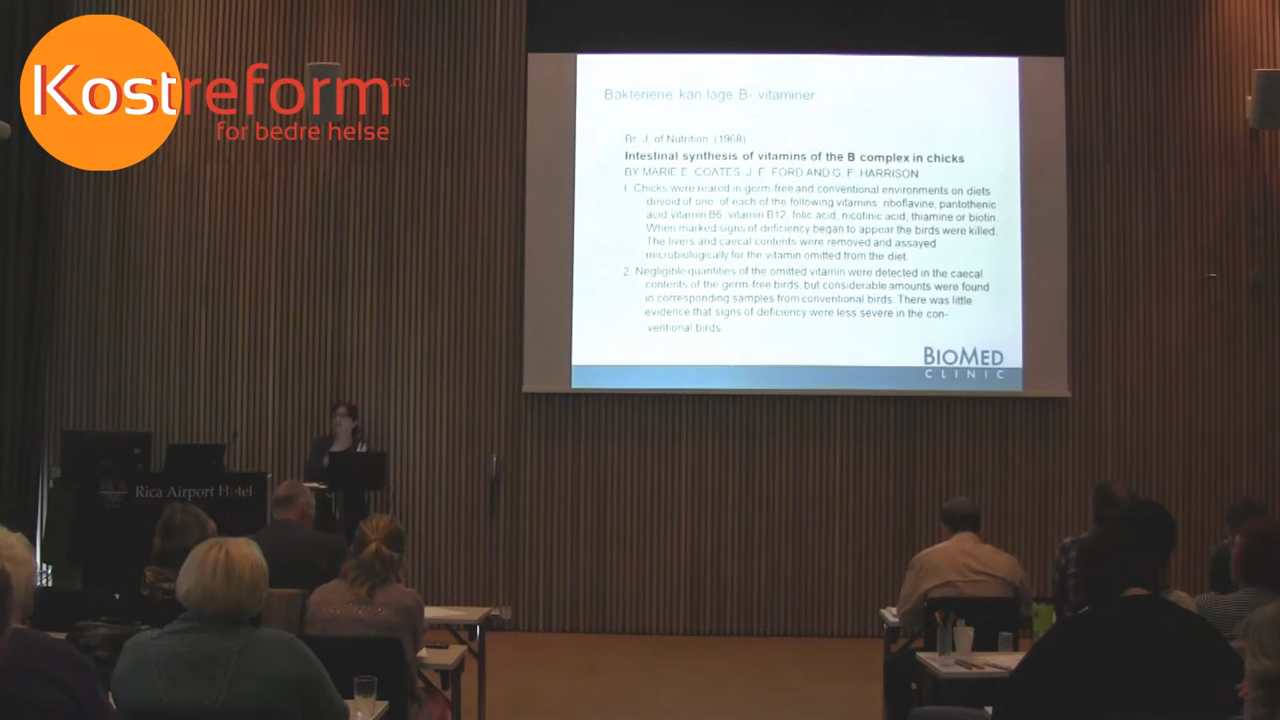 Kostreform.nc
for bedre helse
Bakteriene kan lage B- vitaminer
Br. J. of Nutrition. (1968)
Intestinal synthesis of vitamins of the B complex in chicks
BY MARIE E. COATES, J. E. FORD AND G. F. HARRISON
1. Chicks were reared in germ-free and conventional environments on diets
devoid of one of each of the following vitamins: riboflavine, pantothenic
acid,vitamin B6, vitamin B12, folic acid, nicotinic acid, thiamine or biotin.
When marked signs of deficiency began to appear the birds were killed.
The livers and caecal contents were removed and assayed
microbiologically for the vitamin omitted from the diet.
2. Negligible quantities of the omitted vitamin were detected in the caecal
contents of the germ-free birds, but considerable amounts were found
in corresponding samples from conventional birds. There was little
evidence that signs of deficiency were less severe in the con-
ventional birds.
BIOMED
CLINIC
Rica Airport Hotel